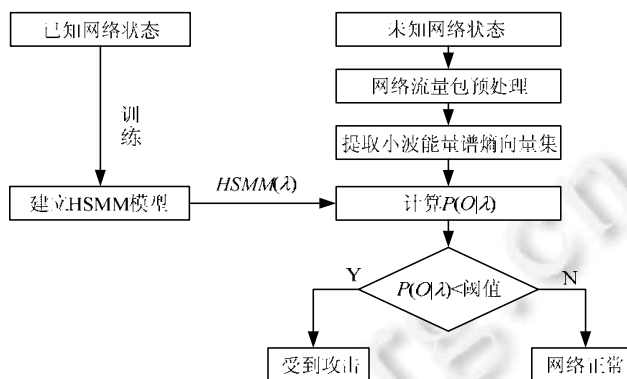 已知网络状态
未知网络状态
网络流量包预处理
训
练
提取小波能量谱熵向量集
建立HSMM模型
HSMM(λ)
计算P(O|λ)
Y
P(O|λ)<阈值
N
受到攻击
网络正常